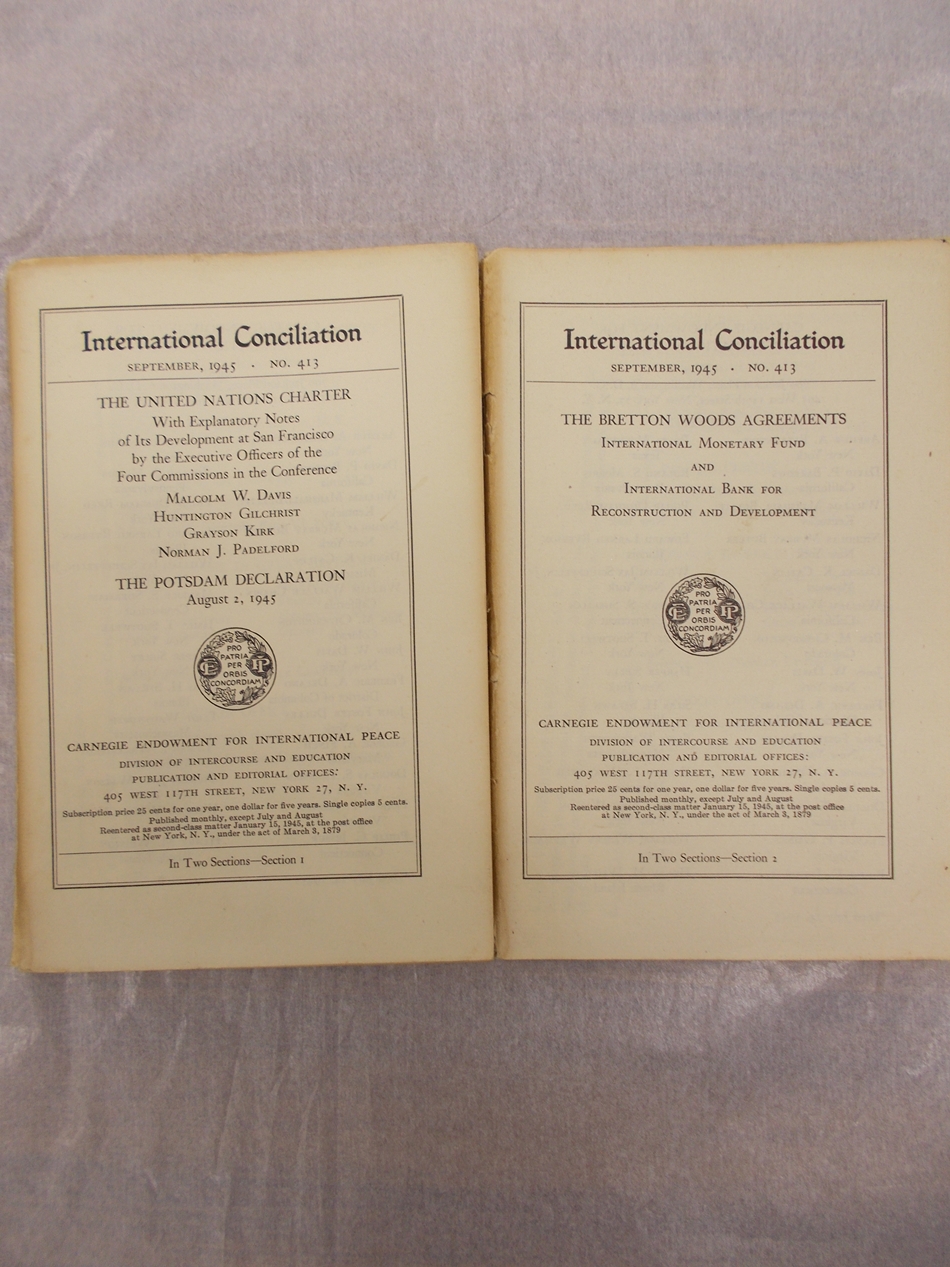 International Conciliation
SEPTEMBER, 1945 · NO. 413
THE UNITED NATIONS CHARTER
With Explanatory Notes
of Its Development at San Francisco
by the Executive Officers of the
Four Commissions in the Conference
MALCOLM W. DAVIS
HUNTINGTON GILCHRIST
GRAYSON KIRK
NORMAN J. PADELFORD
THE POTSDAM DECLARATION
August 2, 1945
PRO
PATRIA
PER
ORBIS
CONCORDIAM
CE IP
CARNEGIE ENDOWMENT FOR INTERNATIONAL PEACE
DIVISION OF INTERCOURSE AND EDUCATION
PUBLICATION AND EDITORIAL OFFICES:
405 WEST 117TH STREET, NEW YORK 27, N. Y.
Subscription price 25 cents for one year, one dollar for five years. Single copies 5 cents.
Published monthly, except July and August
Reentered as second-class matter January 15, 1945, at the post office
at New York, N. Y., under the act of March 3, 1879
In Two Sections—Section 1
International Conciliation
SEPTEMBER, 1945 · NO. 413
THE BRETTON WOODS AGREEMENTS
INTERNATIONAL MONETARY FUND
AND
INTERNATIONAL BANK FOR
RECONSTRUCTION AND DEVELOPMENT
PRO
PATRIA
PER
ORBIS
CONCORDIAM
CE IP
CARNEGIE ENDOWMENT FOR INTERNATIONAL PEACE
DIVISION OF INTERCOURSE AND EDUCATION
PUBLICATION AND EDITORIAL OFFICES:
405 WEST 117TH STREET, NEW YORK 27, N. Y.
Subscription price 25 cents for one year, one dollar for five years. Single copies 5 cents.
Published monthly, except July and August
Reentered as second-class matter January 15, 1945, at the post office
at New York, N. Y., under the act of March 3, 1879
In Two Sections—Section 2